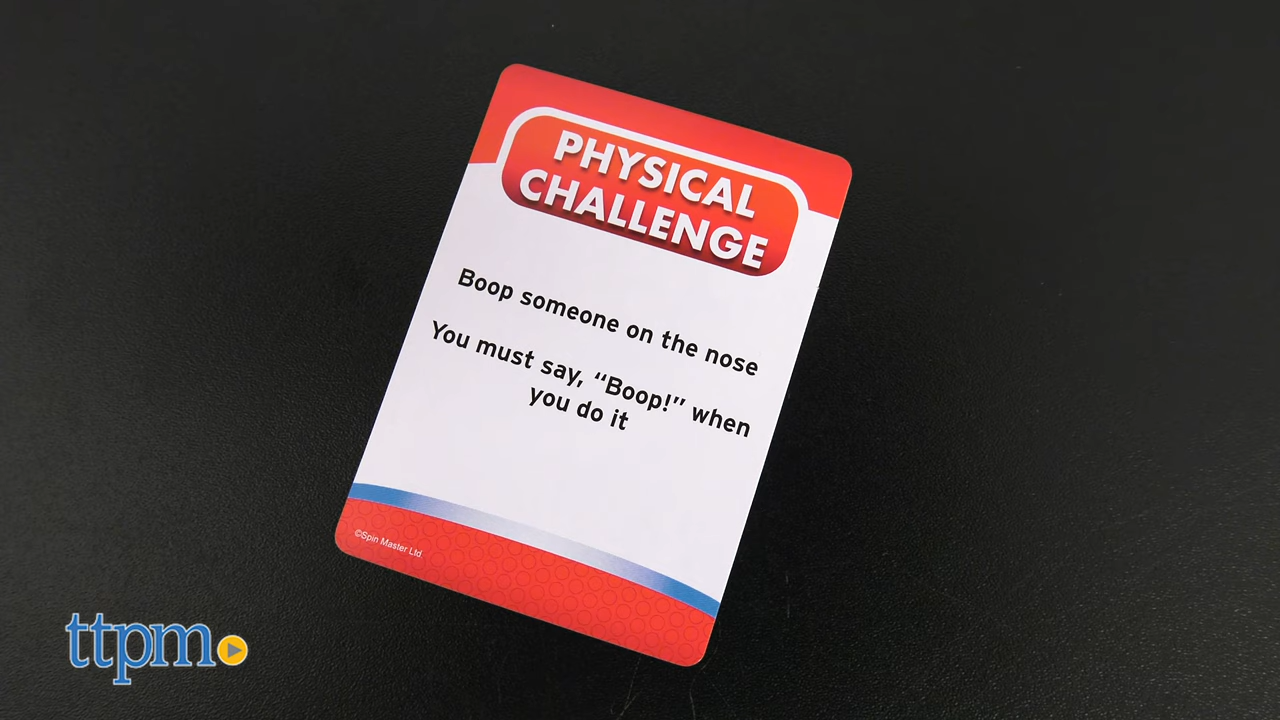 PHYSICAL
CHALLENGE
Boop someone on the nose
You must say, “Boop!” when
you do it
©Spin Master Ltd
ttpm